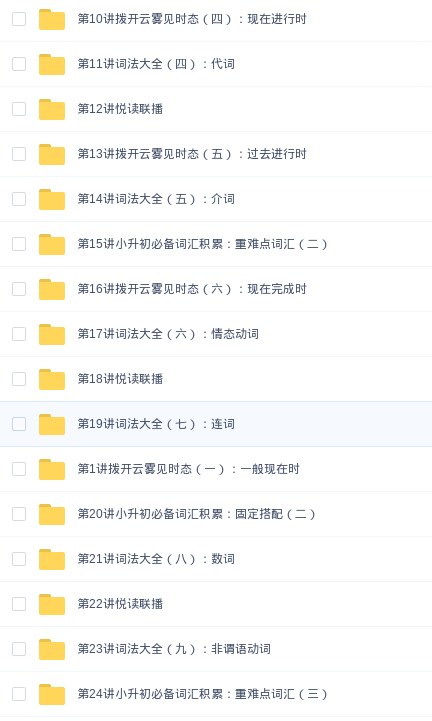 第10讲拨开云雾见时态（四）：现在进行时
第11讲词法大全（四）：代词
第12讲悦读联播
第13讲拨开云雾见时态（五）：过去进行时
第14讲词法大全（五）：介词
第15讲小升初必备词汇积累：重难点词汇（二）
第16讲拨开云雾见时态（六）：现在完成时
第17讲词法大全（六）：情态动词
第18讲悦读联播
第19讲词法大全（七）：连词
第1讲拨开云雾见时态（一）：一般现在时
第20讲小升初必备词汇积累：固定搭配（二）
第21讲词法大全（八）：数词
第22讲悦读联播
第23讲词法大全（九）：非谓语动词
第24讲小升初必备词汇积累：重难点词汇（三）